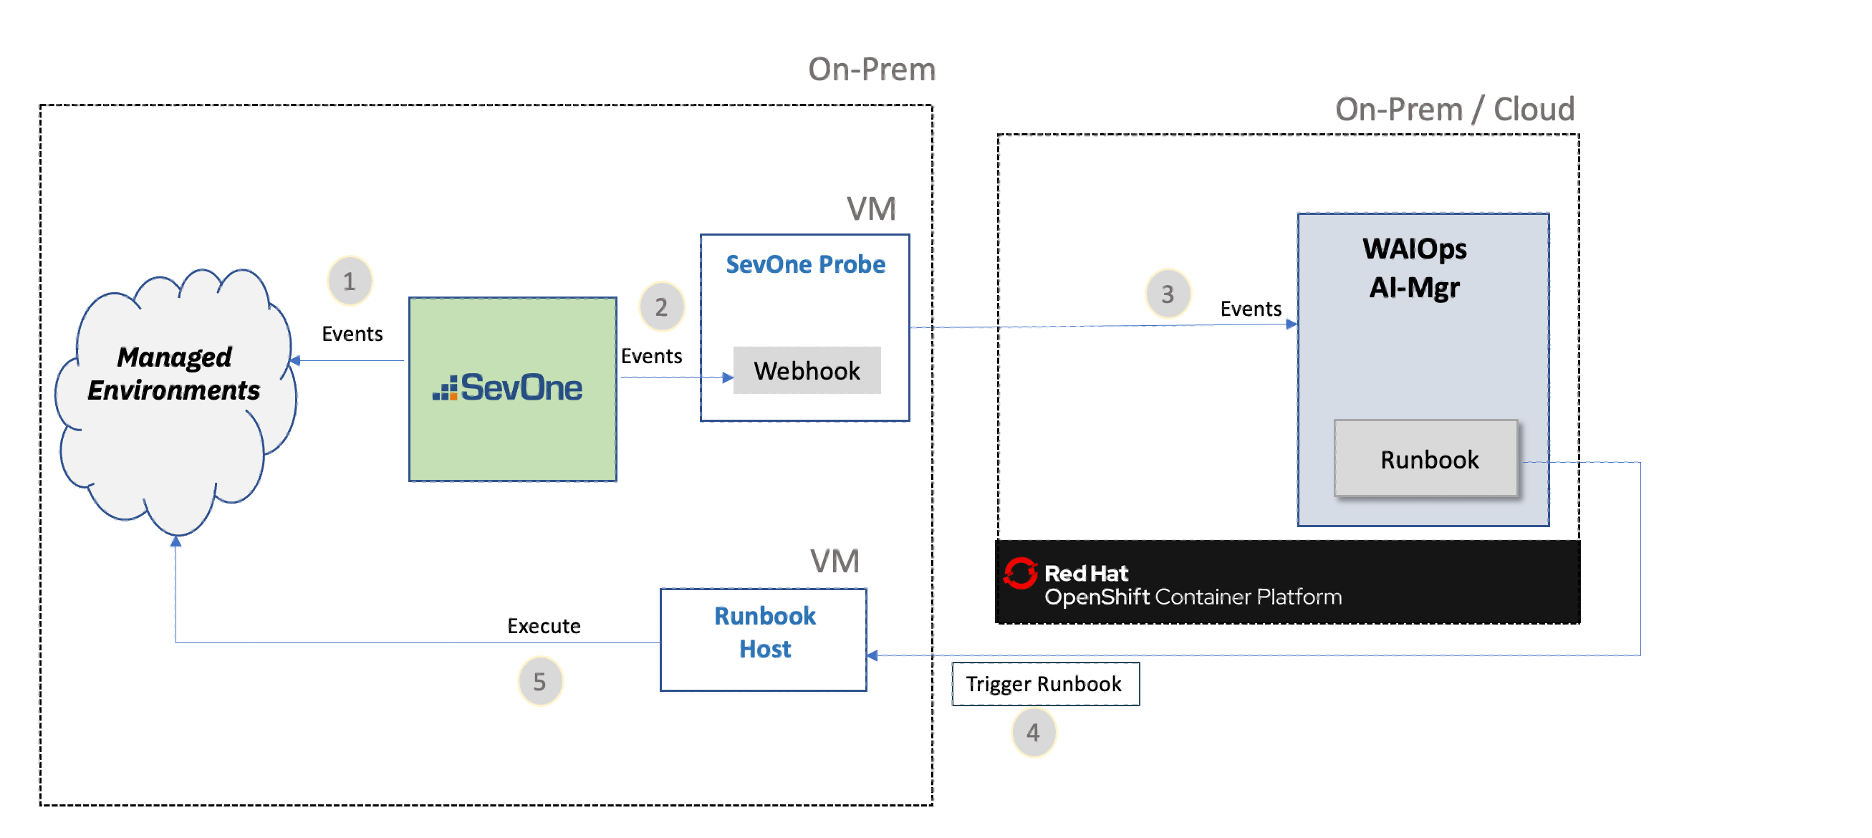 On-Prem
On-Prem / Cloud
VM
SevOne Probe
WAIOps
AI-Mgr
1
2
3
Events
Events
Events
Managed
Environments
SevOne
Webhook
Runbook
VM
Red Hat
OpenShift Container Platform
Runbook
Host
Execute
5
Trigger Runbook
4